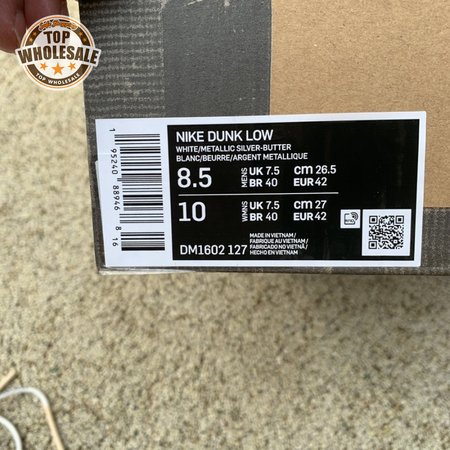 TOP
WHOLESALE
TOP WHOLESALE
NIKE DUNK LOW
WHITE/METALLIC SILVER-BUTTER
BLANC/BEURRE/ARGENT METALLIQUE
8.5 MENS UK 7.5 cm 26.5
BR 40 EUR 42
10 WMNS UK 7.5 cm 27
BR 40 EUR 42
DM1602 127
MADE IN VIETNAM /
FABRIQUE AU VIETNAM /
FABRICADO NO VIETNÃ /
HECHO EN VIETNAM
1 95240 88946 8 16